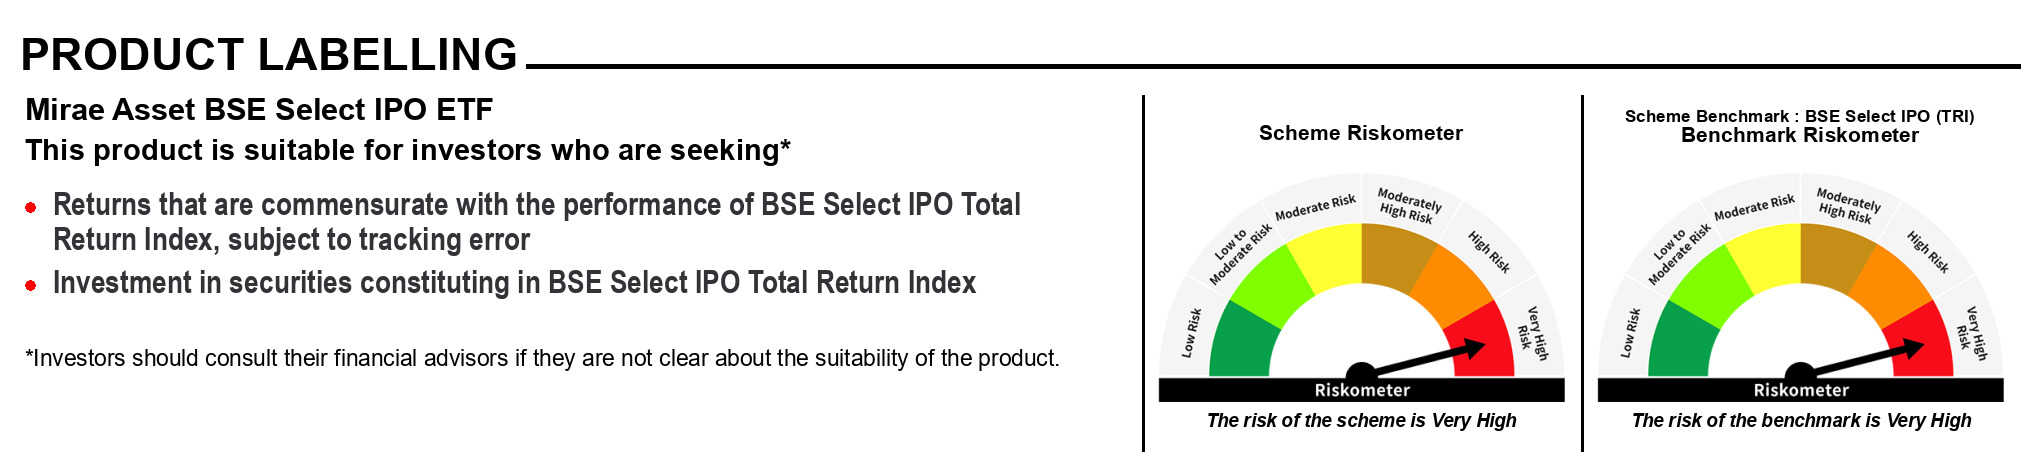 PRODUCT LABELLING
Mirae Asset BSE Select IPO ETF
This product is suitable for investors who are seeking*
• Returns that are commensurate with the performance of BSE Select IPO Total
Return Index, subject to tracking error
• Investment in securities constituting in BSE Select IPO Total Return Index
*Investors should consult their financial advisors if they are not clear about the suitability of the product.
Scheme Riskometer
Low Risk
Low to
Moderate Risk
Moderate Risk
Moderately
High Risk
High Risk
Very High
Risk
Riskometer
The risk of the scheme is Very High
Scheme Benchmark : BSE Select IPO (TRI)
Benchmark Riskometer
Low Risk
Low to
Moderate Risk
Moderate Risk
Moderately
High Risk
High Risk
Very High
Risk
Riskometer
The risk of the benchmark is Very High